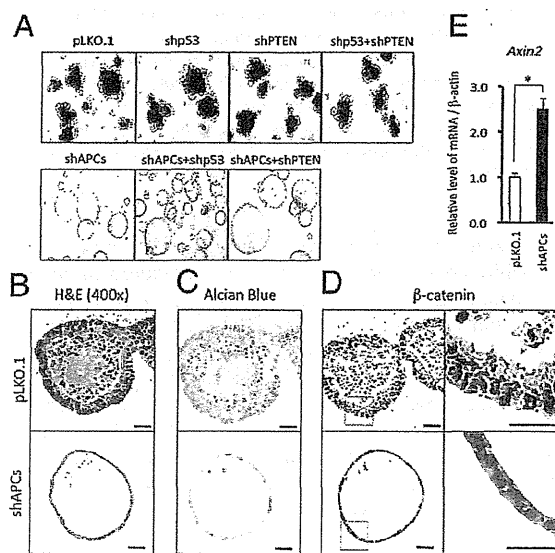 A
pLKO.1 shp53 shPTEN shp53+shPTEN
shAPCs shAPCs+shp53 shAPCs+shPTEN
E
Axin2
*
Relative level of mRNA / β-actin
3.0
2.0
1.0
0.0
pLKO.1 shAPCs
B C D
H&E (400x) Alcian Blue β-catenin
pLKO.1
shAPCs